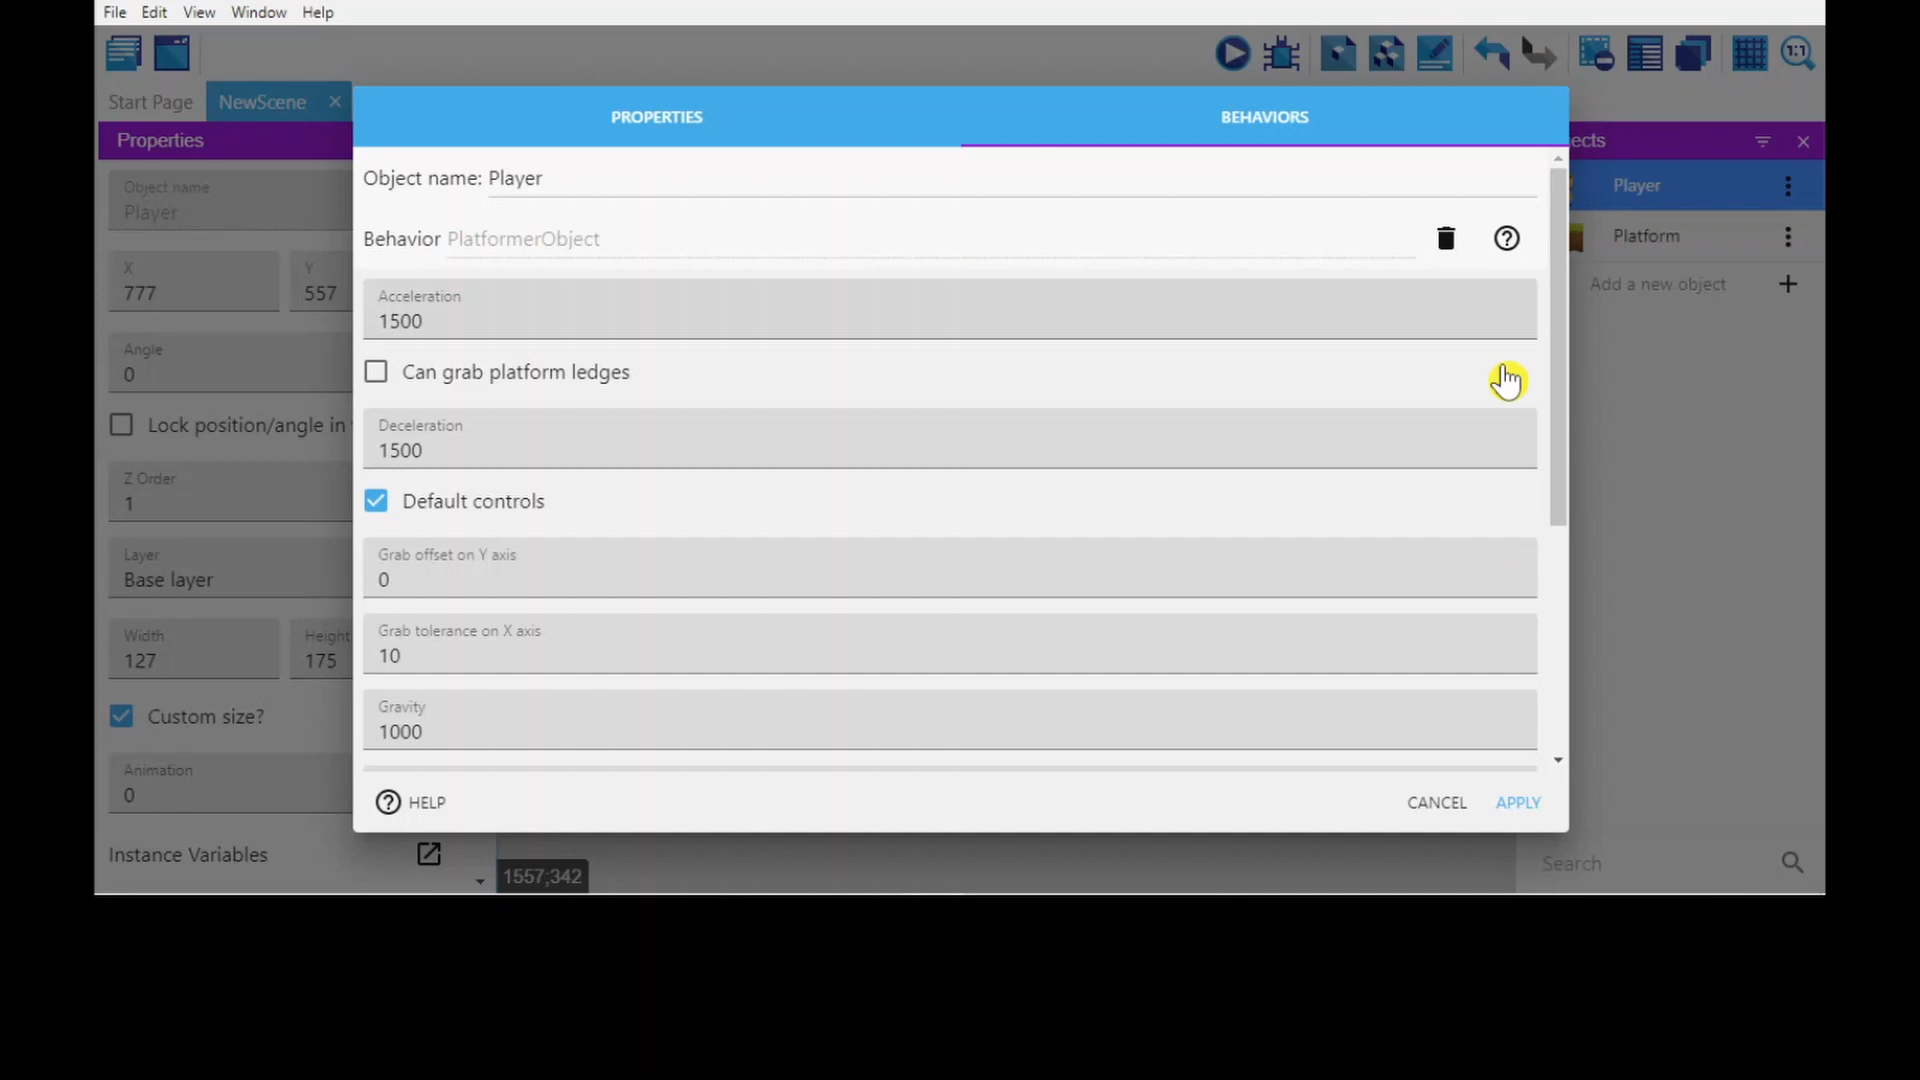 File Edit View Window Help
1:1
Start Page NewScene ×
PROPERTIES BEHAVIORS
Properties
ects
Object name: Player
Object name
Player
Player
Behavior PlatformerObject
Platform
X
777
Y
557
Acceleration
1500
Add a new object
Angle
0
Can grab platform ledges
Lock position/angle in
Deceleration
1500
Z Order
1
Default controls
Layer
Base layer
Grab offset on Y axis
0
Width
127
Height
175
Grab tolerance on X axis
10
Custom size?
Gravity
1000
Animation
0
HELP
CANCEL APPLY
Instance Variables
1557;342
Search